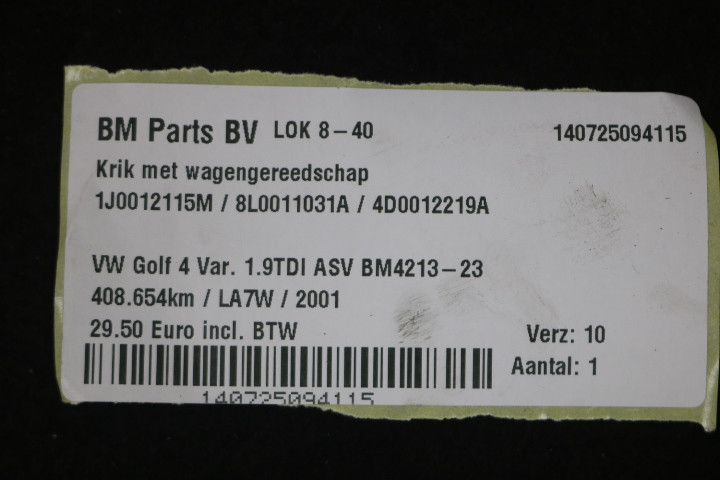 BM Parts BV LOK 8-40 140725094115
Krik met wagengereedschap
1J0012115M / 8L0011031A / 4D0012219A
VW Golf 4 Var. 1.9TDI ASV BM4213-23
408.654km / LA7W / 2001
29.50 Euro incl. BTW Verz: 10
Aantal: 1
140725094115